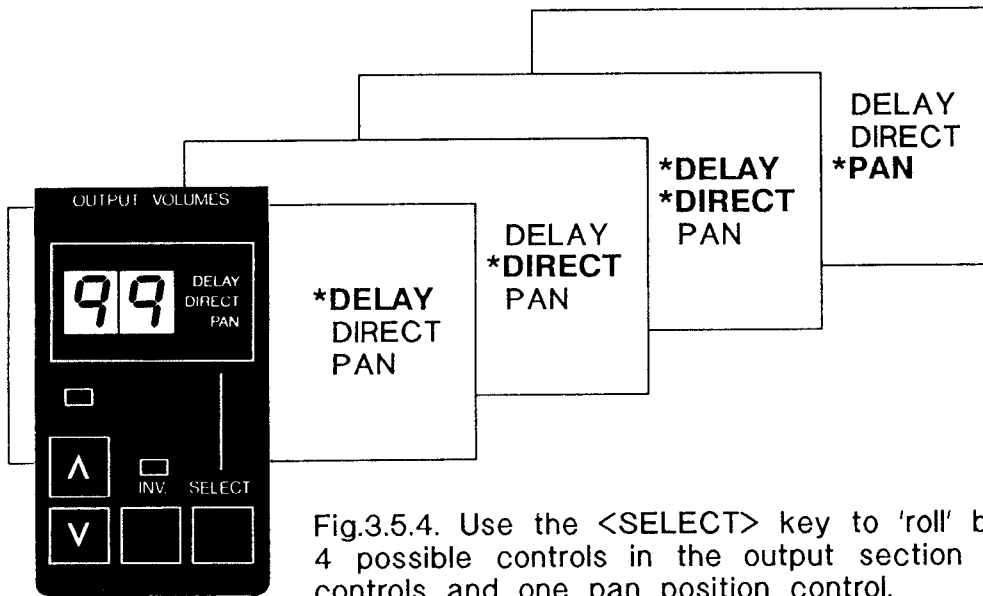 OUTPUT VOLUMES
99
DELAY
DIRECT
PAN
INV.
SELECT
*DELAY
DIRECT
PAN
DELAY
*DIRECT
PAN
*DELAY
*DIRECT
PAN
DELAY
DIRECT
*PAN
Fig.3.5.4. Use the <SELECT> key to 'roll' b
4 possible controls in the output section
controls and one pan position control.